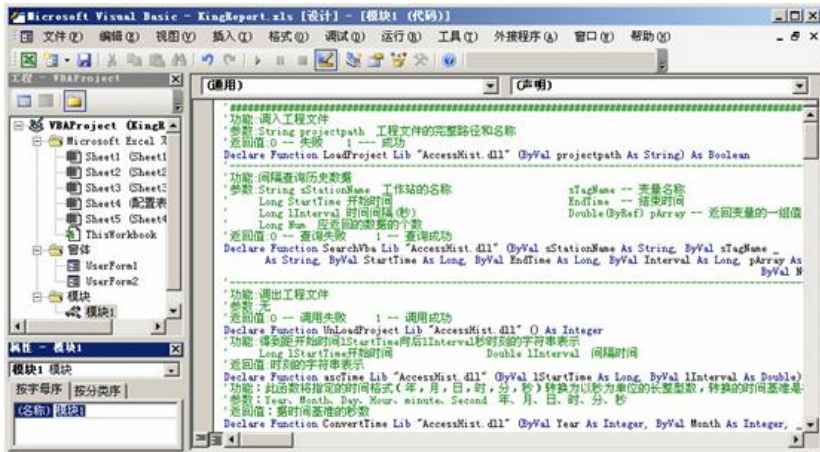 Microsoft Visual Basic - KingReport.xls [设计] - [模块1 (代码)]
文件(F) 编辑(E) 视图(V) 插入(I) 格式(O) 调试(D) 运行(R) 工具(T) 外接程序(A) 窗口(W) 帮助(H)
工程 - VBAProject
VBAProject (KingR
Microsoft Excel
Sheet1 (Sheet1
Sheet2 (Sheet2
Sheet3 (Sheet3
Sheet4 (配置表
Sheet5 (Sheet4
ThisWorkbook
窗体
UserForm1
UserForm2
模块
模块1
属性 - 模块1
模块1 模块
按字母序 按分类序
(名称) 模块1
(通用) (声明)
'功能:调入工程文件
'参数:String projectpath 工程文件的完整路径和名称
'返回值:0 -- 失败 1 --- 成功
Declare Function LoadProject Lib "AccessHist.dll" (ByVal projectpath As String) As Boolean
'功能:间隔查询历史数据
'参数:String sStationName 工作站的名称 sTagName -- 变量名称
' Long StartTime 开始时间 EndTime -- 结束时间
' Long lInterval 时间间隔(秒) Double(ByRef) pArray -- 返回变量的一组值
' Long Num 应返回的数据的个数
'返回值:0 -- 查询失败 1 -- 查询成功
Declare Function SearchVba Lib "AccessHist.dll" (ByVal sStationName As String, ByVal sTagName _
As String, ByVal StartTime As Long, ByVal EndTime As Long, ByVal Interval As Long, pArray As
ByVal N
'功能:调出工程文件
'参数:无
'返回值:0 -- 调用失败 1 -- 调用成功
Declare Function UnLoadProject Lib "AccessHist.dll" () As Integer
'功能:得到距开始时间lStartTime向后lInterval秒时刻的字符串表示
' Long lStartTime开始时间 Double lInterval 间隔时间
'返回值:时刻的字符串表示
Declare Function ascTime Lib "AccessHist.dll" (ByVal lStartTime As Long, ByVal lInterval As Double)
'功能：此函数将指定的时间格式(年，月，日，时，分，秒)转换为以秒为单位的长整型数，转换的时间基准是
'参数：Year、Month、Day、Hour、minute、Second 年、月、日、时、分、秒
'返回值：据时间基准的秒数
Declare Function ConvertTime Lib "AccessHist.dll" (ByVal Year As Integer, ByVal Month As Integer, _